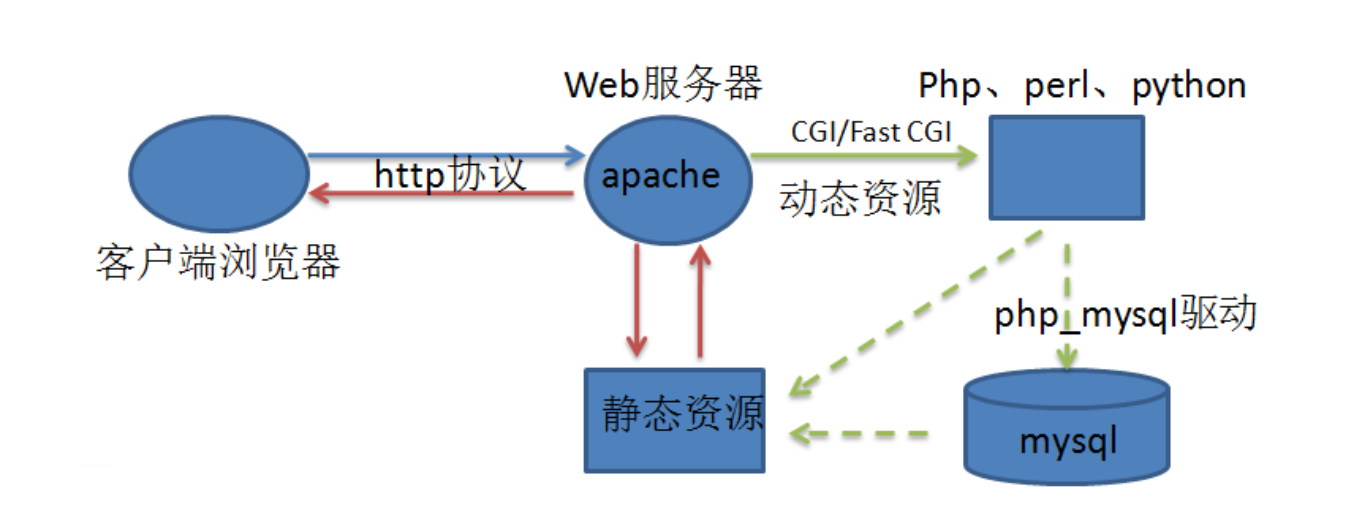 Web服务器
Php、perl、python
CGI/Fast CGI
http协议
apache
动态资源
客户端浏览器
php_mysql驱动
静态资源
mysql